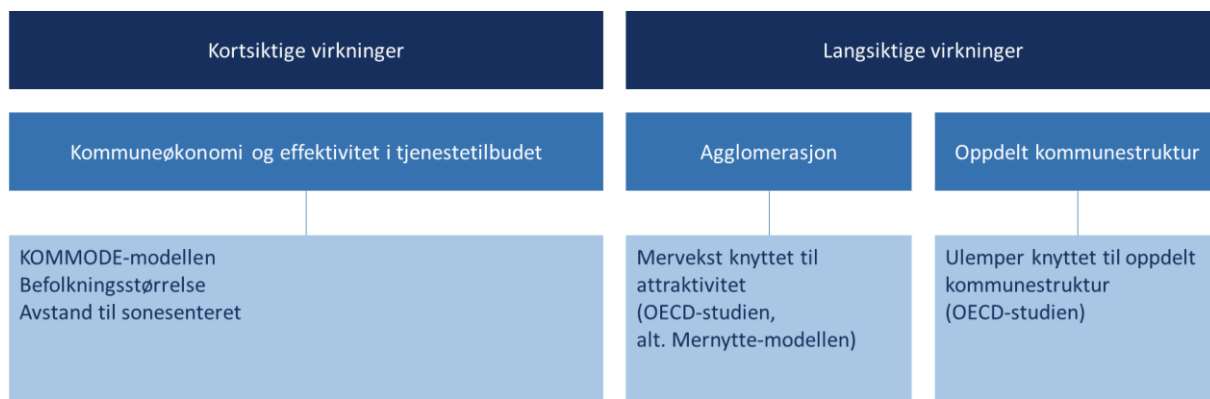 Kortsiktige virkninger
Langsiktige virkninger
Kommuneøkonomi og effektivitet i tjenestetilbudet
Agglomerasjon
Oppdelt kommunestruktur
KOMMODE-modellen
Befolkningsstørrelse
Avstand til sonesenteret
Mervekst knyttet til
attraktivitet
(OECD-studien,
alt. Mernytte-modellen)
Ulemper knyttet til oppdelt
kommunestruktur
(OECD-studien)